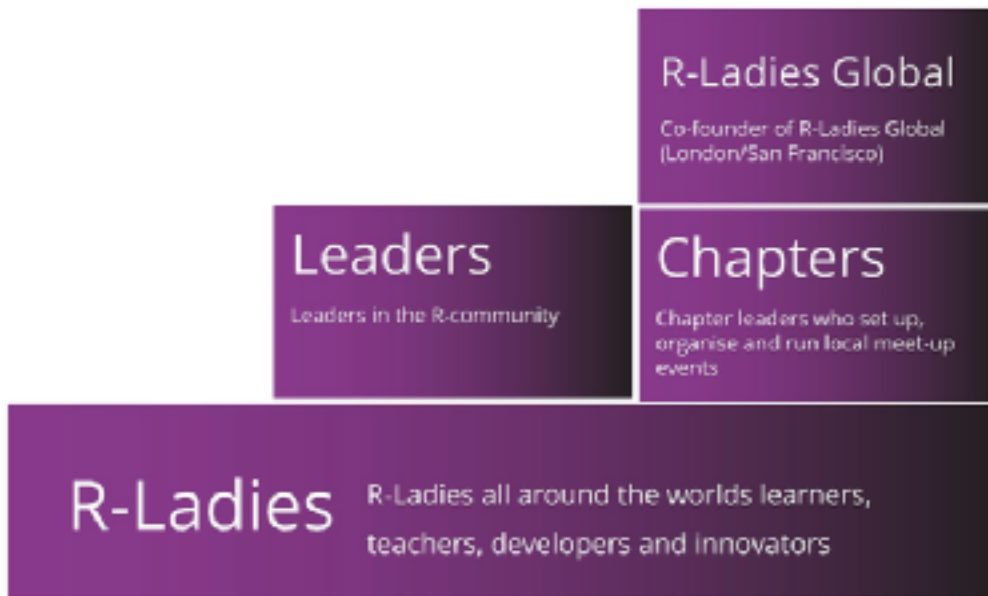 R-Ladies Global
Co-founder of R-Ladies Global
(London/San Francisco)
Leaders
Leaders in the R-community
Chapters
Chapter leaders who set up,
organise and run local meet-up
events
R-Ladies
R-Ladies all around the worlds learners,
teachers, developers and innovators